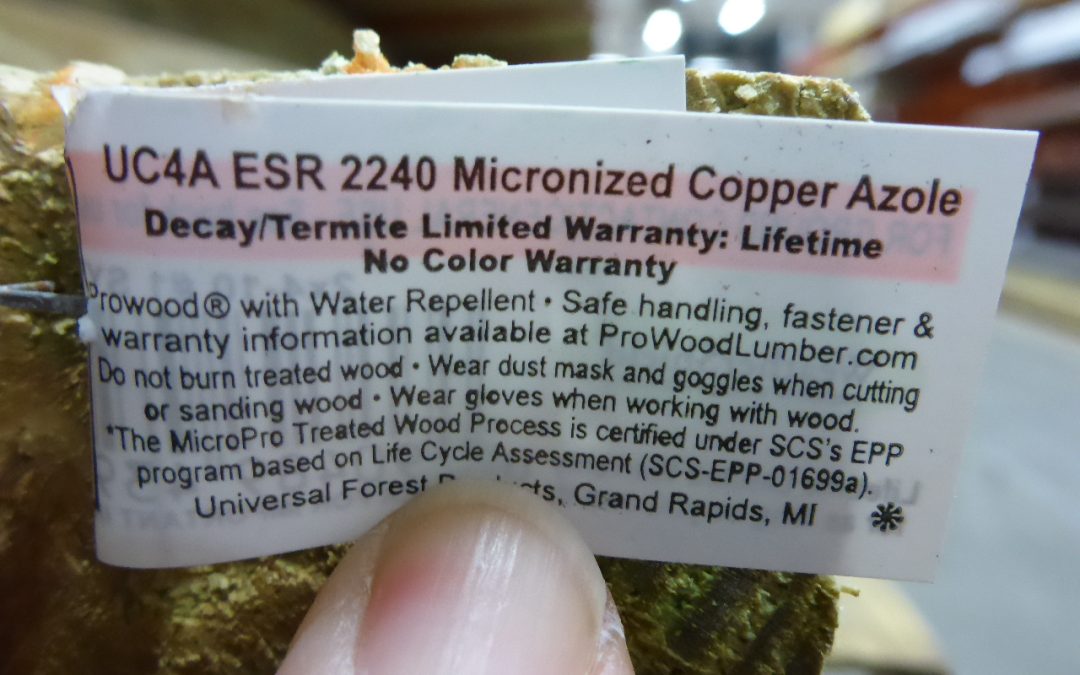 UC4A ESR 2240 Micronized Copper Azole
Decay/Termite Limited Warranty: Lifetime
No Color Warranty
Prowood® with Water Repellent • Safe handling, fastener &
warranty information available at ProWoodLumber.com
Do not burn treated wood • Wear dust mask and goggles when cutting
or sanding wood • Wear gloves when working with wood.
*The MicroPro Treated Wood Process is certified under SCS's EPP
program based on Life Cycle Assessment (SCS-EPP-01699a).
Universal Forest Grand Rapids, MI